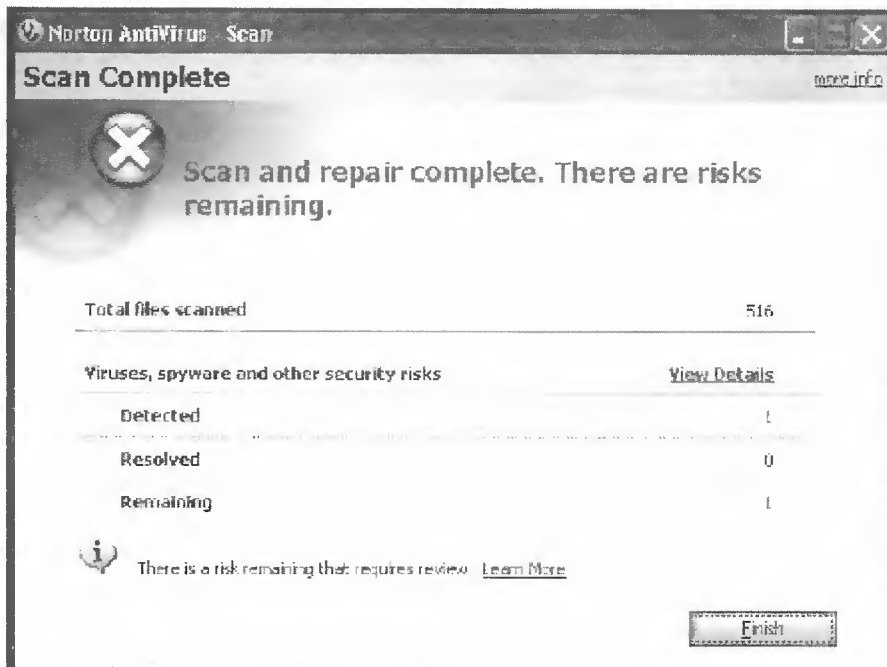 Norton AntiVirus - Scan
Scan Complete
more info
Scan and repair complete. There are risks
remaining.
Total files scanned 516
Viruses, spyware and other security risks View Details
Detected 1
Resolved 0
Remaining 1
There is a risk remaining that requires review Learn More
Finish